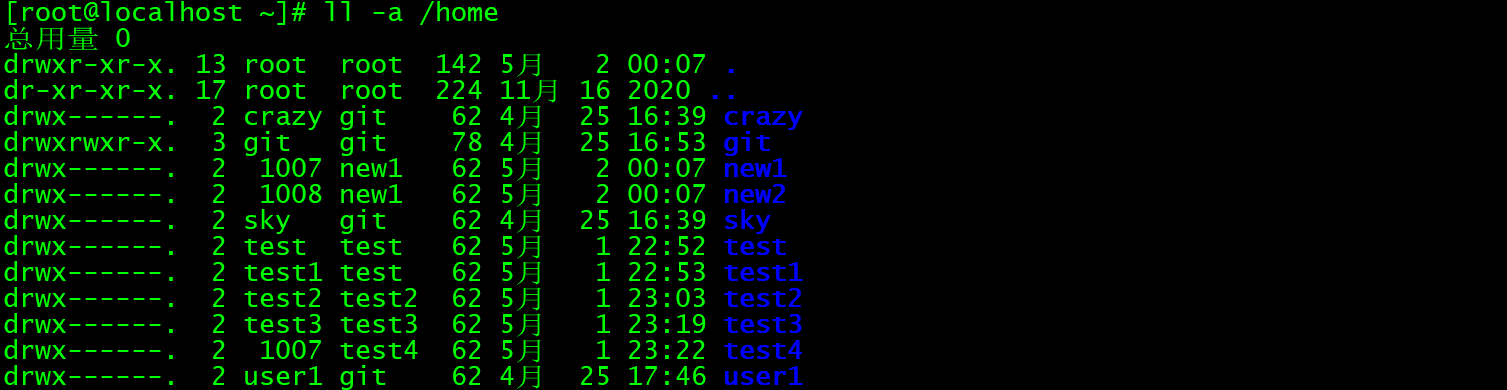 [root@localhost ~]# ll -a /home
总用量 0
drwxr-xr-x. 13 root  root  142 5月   2 00:07 .
dr-xr-xr-x. 17 root  root  224 11月 16 2020 ..
drwx------.  2 crazy git    62 4月  25 16:39 crazy
drwxrwxr-x.  3 git   git    78 4月  25 16:53 git
drwx------.  2  1007 new1   62 5月   2 00:07 new1
drwx------.  2  1008 new1   62 5月   2 00:07 new2
drwx------.  2 sky   git    62 4月  25 16:39 sky
drwx------.  2 test  test   62 5月   1 22:52 test
drwx------.  2 test1 test   62 5月   1 22:53 test1
drwx------.  2 test2 test2  62 5月   1 23:03 test2
drwx------.  2 test3 test3  62 5月   1 23:19 test3
drwx------.  2  1007 test4  62 5月   1 23:22 test4
drwx------.  2 user1 git    62 4月  25 17:46 user1